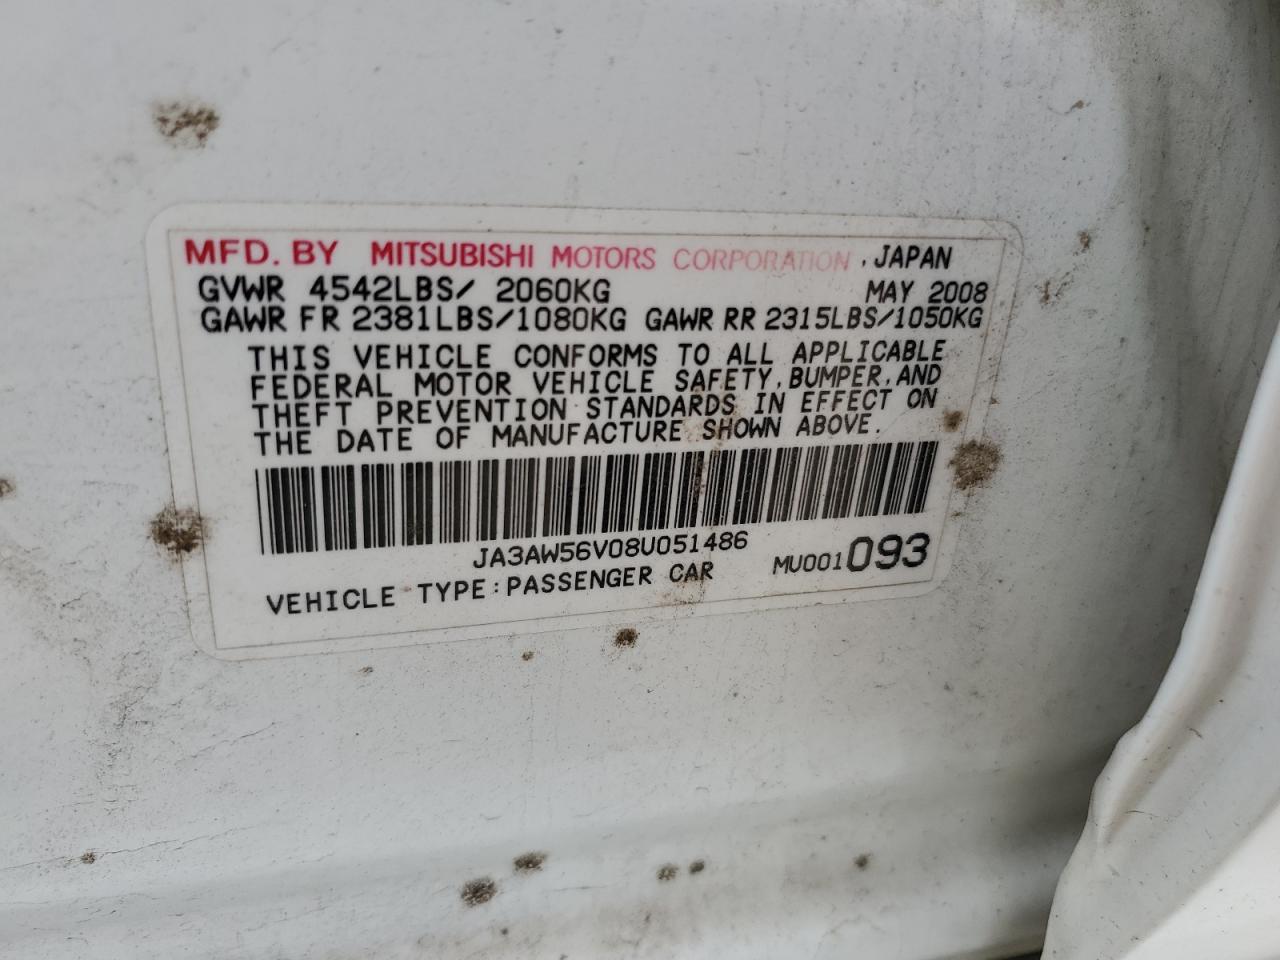 MFD. BY MITSUBISHI MOTORS CORPORATION , JAPAN
GVWR 4542LBS/ 2060KG MAY 2008
GAWR FR 2381LBS/1080KG GAWR RR 2315LBS/1050KG
THIS VEHICLE CONFORMS TO ALL APPLICABLE
FEDERAL MOTOR VEHICLE SAFETY, BUMPER, AND
THEFT PREVENTION STANDARDS IN EFFECT ON
THE DATE OF MANUFACTURE SHOWN ABOVE.
JA3AW56V08U051486
VEHICLE TYPE:PASSENGER CAR MU001 093